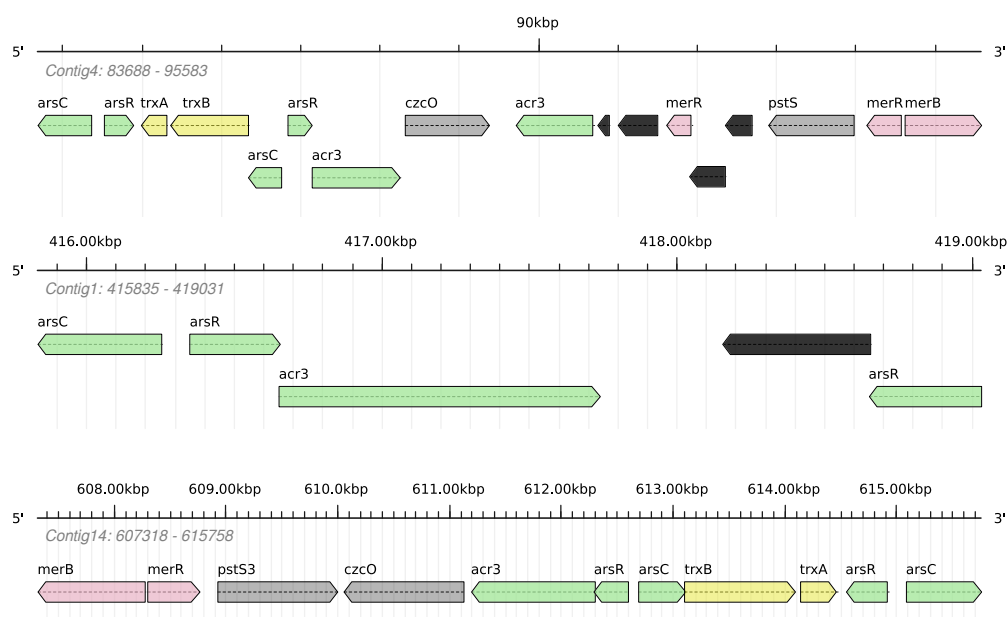 90kbp
5' 3'
Contig4: 83688 - 95583
arsC arsR trxA trxB arsR czcO acr3 merR pstS merR merB
arsC acr3
416.00kbp 417.00kbp 418.00kbp 419.00kbp
5' 3'
Contig1: 415835 - 419031
arsC arsR
acr3 arsR
608.00kbp 609.00kbp 610.0kbp 611.00kbp 612.00kbp 613.00kbp 614.00kbp 615.00kbp
5' 3'
Contig14: 607318 - 615758
merB merR pstS3 czcO acr3 arsR arsC trxB trxA arsR arsC